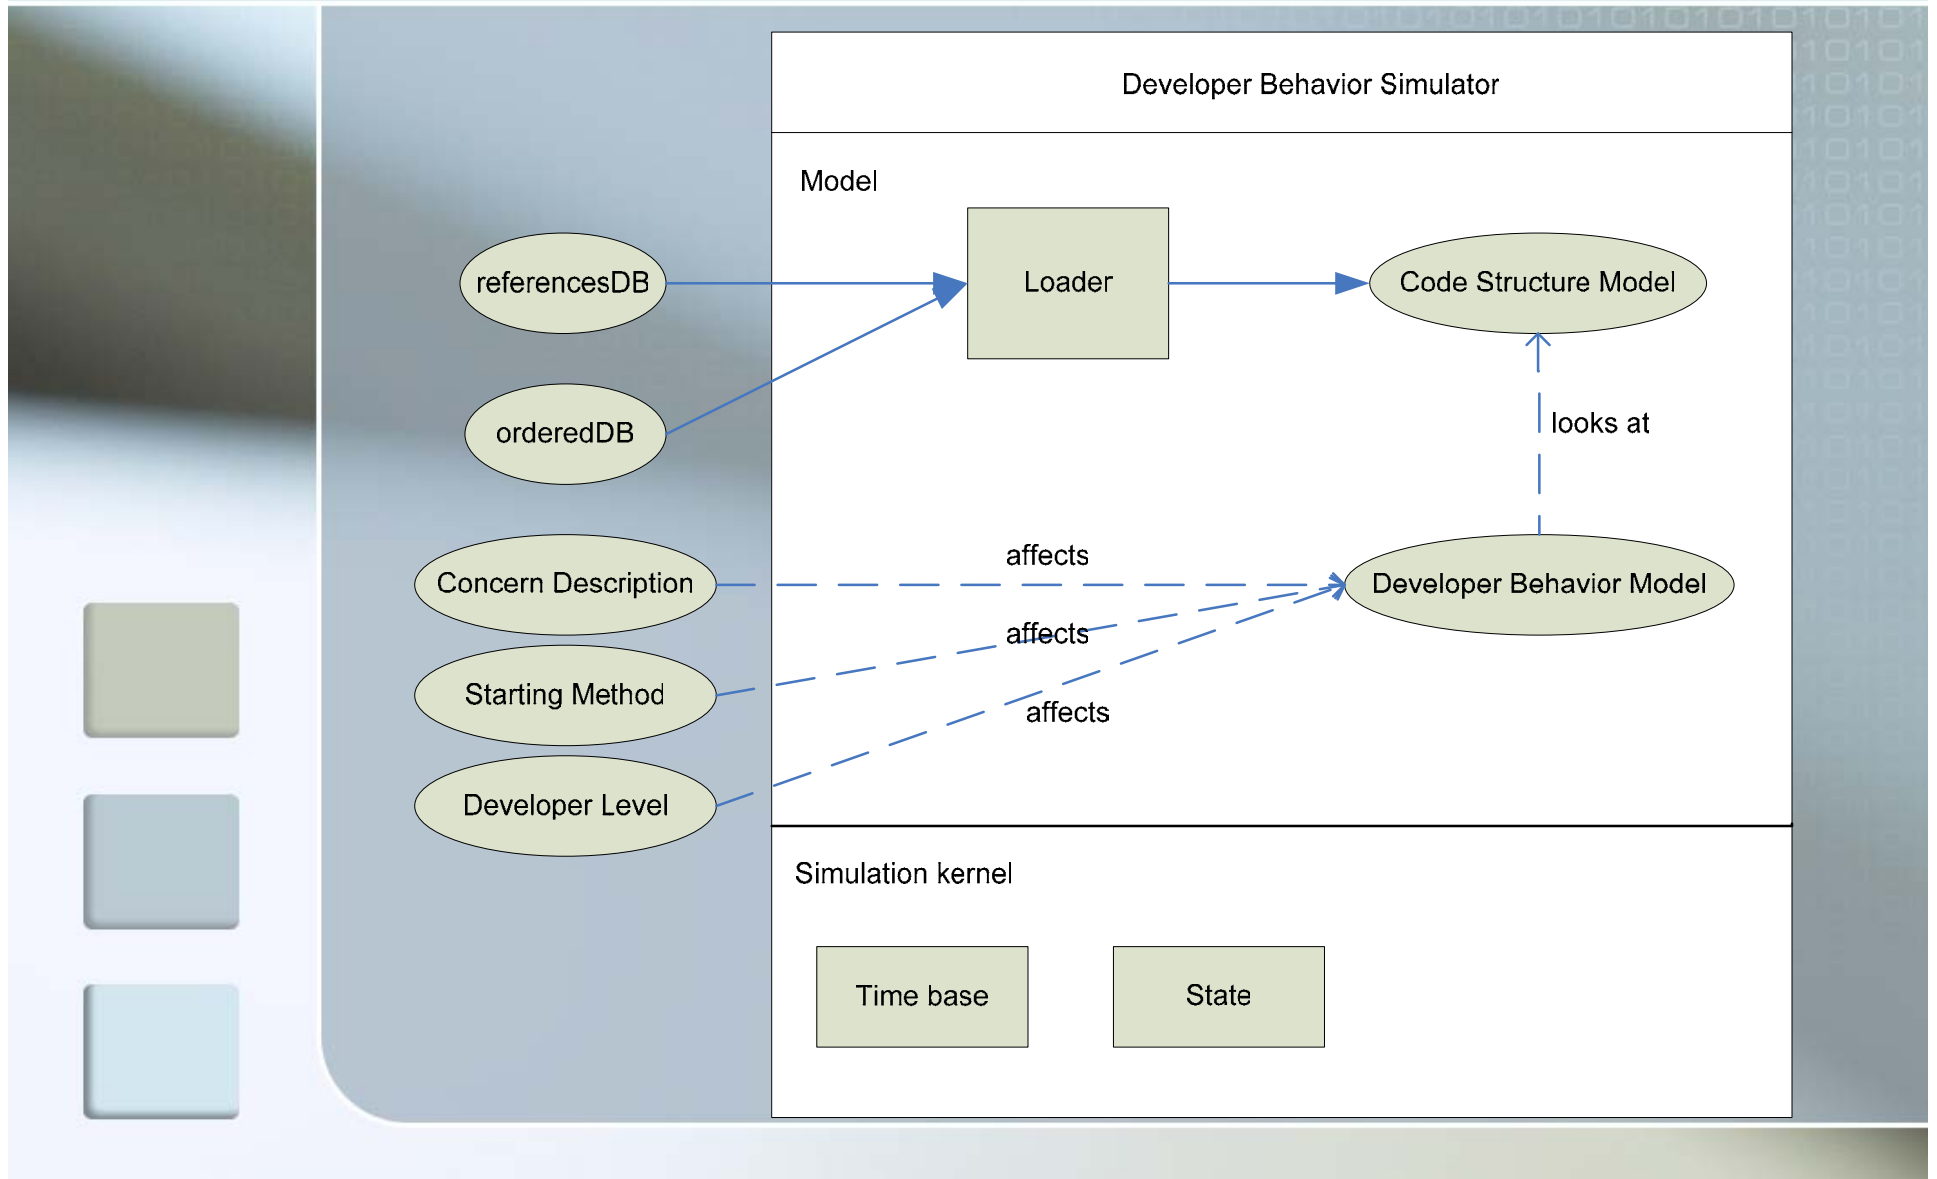 Developer Behavior Simulator
Model
referencesDB
Loader
Code Structure Model
orderedDB
looks at
Concern Description
affects
Developer Behavior Model
affects
Starting Method
affects
Developer Level
Simulation kernel
Time base
State